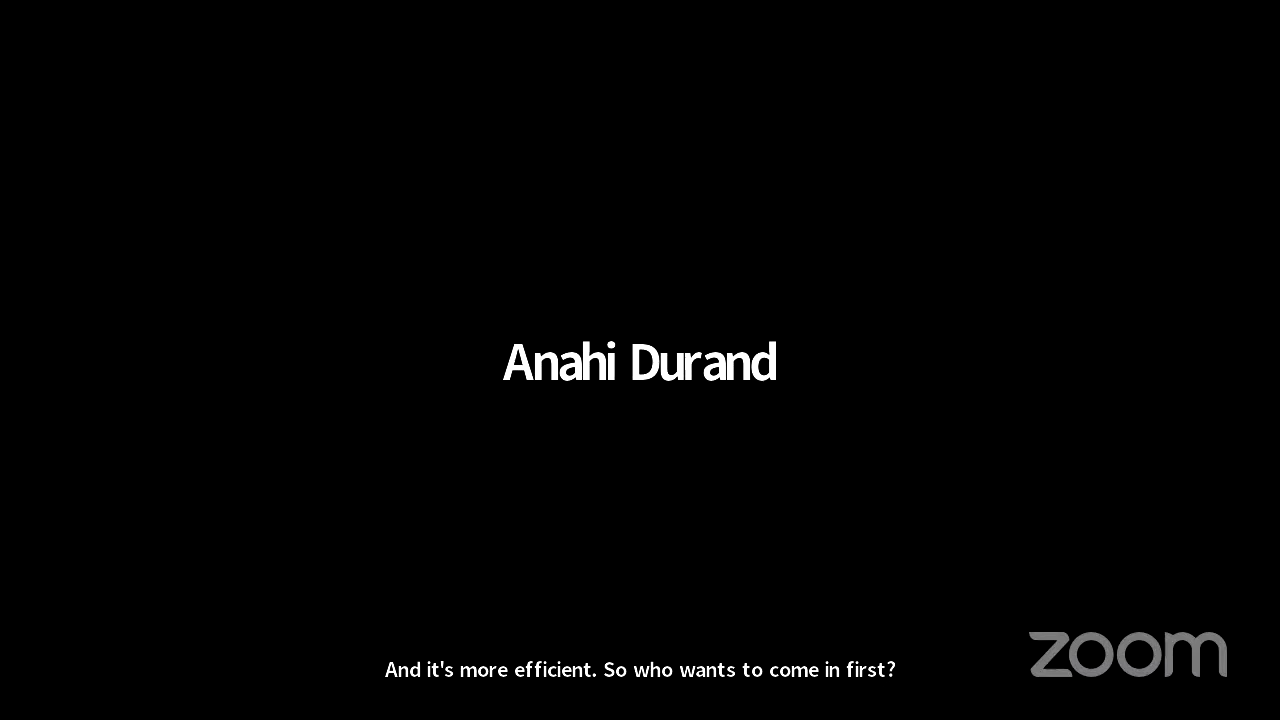 Anahi Durand
And it's more efficient. So who wants to come in first?
zoom